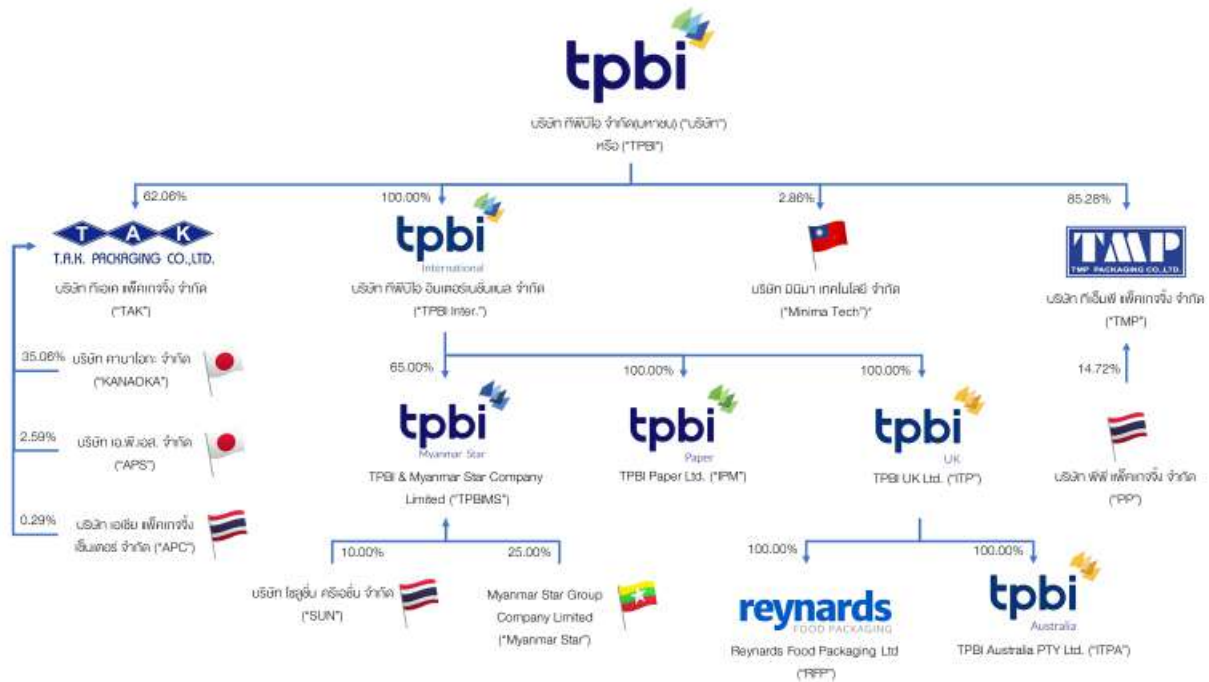 tpbi
บริษัท ทีพีบีไอ จำกัด(มหาชน) ("บริษัท")
หรือ ("TPBI")
62.06%
100.00%
2.86%
85.28%
T A K
T.A.K. PACKAGING CO.,LTD.
บริษัท ทีเอเค แพ็คเกจจิ้ง จำกัด
("TAK")
tpbi
International
บริษัท ทีพีบีไอ อินเตอร์เนชั่นแนล จำกัด
("TPBI Inter.")
บริษัท มินิมา เทคโนโลยี จำกัด
("Minima Tech")*
TMP
TMP PACKAGING CO.,LTD.
บริษัท ทีเอ็มพี แพ็คเกจจิ้ง จำกัด
("TMP")
35.06%
บริษัท คานาโอกะ จำกัด
("KANAOKA")
2.59%
บริษัท เอ.พี.เอส. จำกัด
("APS")
0.29%
บริษัท เอเชีย แพ็คเกจจิ้ง
เซ็นเตอร์ จำกัด ("APC")
65.00%
100.00%
100.00%
14.72%
tpbi
Myanmar Star
TPBI & Myanmar Star Company
Limited ("TPBIMS")
tpbi
Paper
TPBI Paper Ltd. ("IPM")
tpbi
UK
TPBI UK Ltd. ("ITP")
บริษัท พีพี แพ็คเกจจิ้ง จำกัด
("PP")
10.00%
25.00%
บริษัท โซลูชั่น ครีเอชั่น จำกัด
("SUN")
Myanmar Star Group
Company Limited
("Myanmar Star")
100.00%
100.00%
reynards
FOOD PACKAGING
Reynards Food Packaging Ltd
("RFP")
tpbi
Australia
TPBI Australia PTY Ltd. ("ITPA")